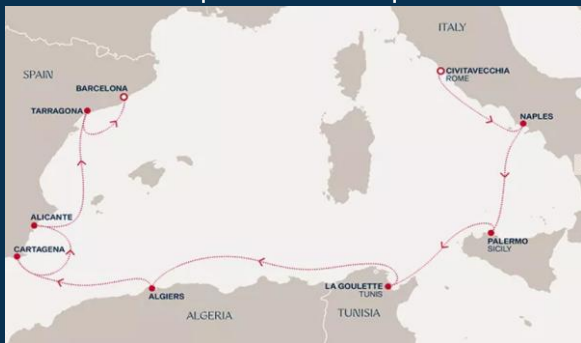 ITALY
SPAIN
BARCELONA
CIVITAVECCHIA
ROME
TARRAGONA
NAPLES
ALICANTE
CARTAGENA
PALERMO
SICILY
LA GOULETTE
TUNIS
ALGIERS
ALGERIA
TUNISIA